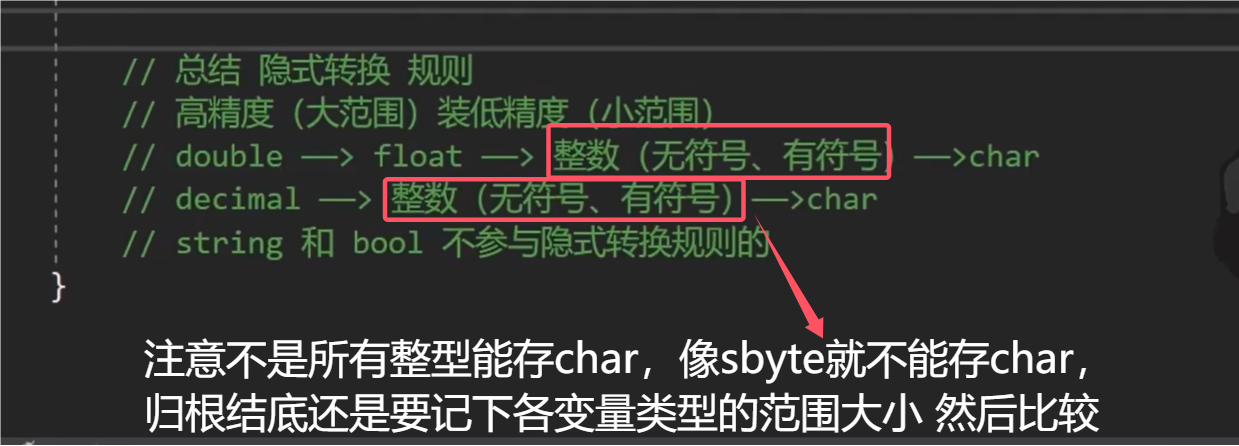 // 总结 隐式转换 规则
// 高精度（大范围）装低精度（小范围）
// double ——> float ——> 整数（无符号、有符号）——>char
// decimal ——> 整数（无符号、有符号）——>char
// string 和 bool 不参与隐式转换规则的
}
注意不是所有整型能存char，像sbyte就不能存char，
归根结底还是要记下各变量类型的范围大小 然后比较